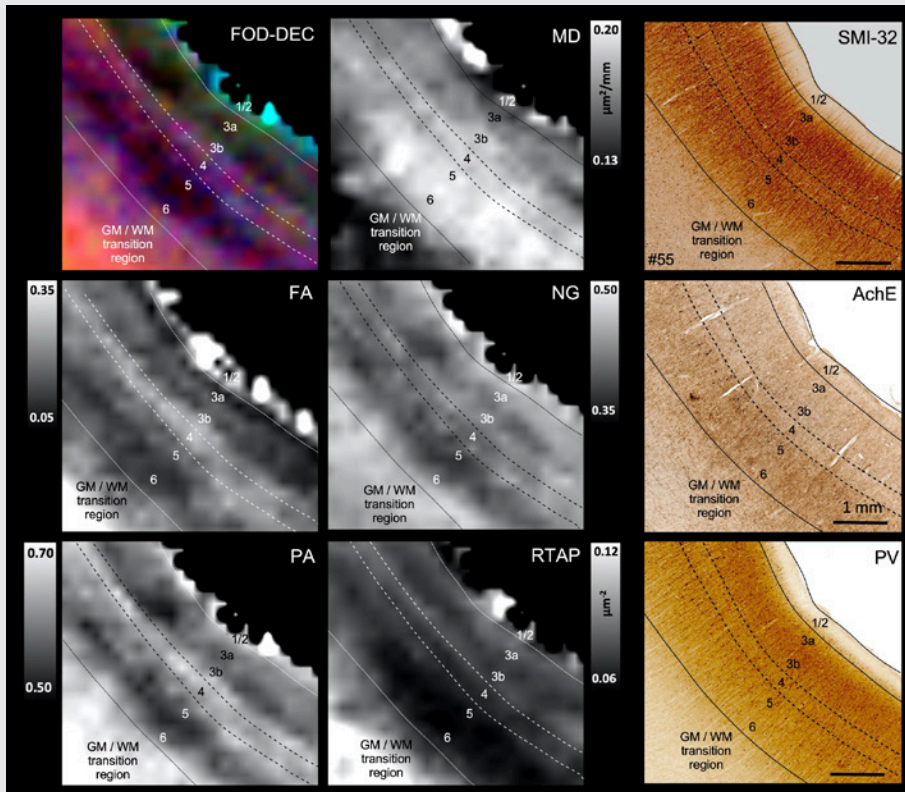 FOD-DEC
1/2
3a
3b
4
5
6
GM / WM
transition
region
MD
1/2
3a
3b
4
5
6
GM / WM
transition
region
0.20
µm²/mm
0.13
SMI-32
1/2
3a
3b
4
5
6
GM / WM
transition
region
#55
0.35
0.05
FA
1/2
3a
3b
4
5
6
GM / WM
transition
region
NG
1/2
3a
3b
4
5
6
GM / WM
transition
region
0.50
0.35
AchE
1/2
3a
3b
4
5
6
GM / WM
transition
region
1 mm
0.70
0.50
PA
1/2
3a
3b
4
5
6
GM / WM
transition
region
RTAP
1/2
3a
3b
4
5
6
GM / WM
transition
region
0.12
µm⁻²
0.06
PV
1/2
3a
3b
4
5
6
GM / WM
transition
region